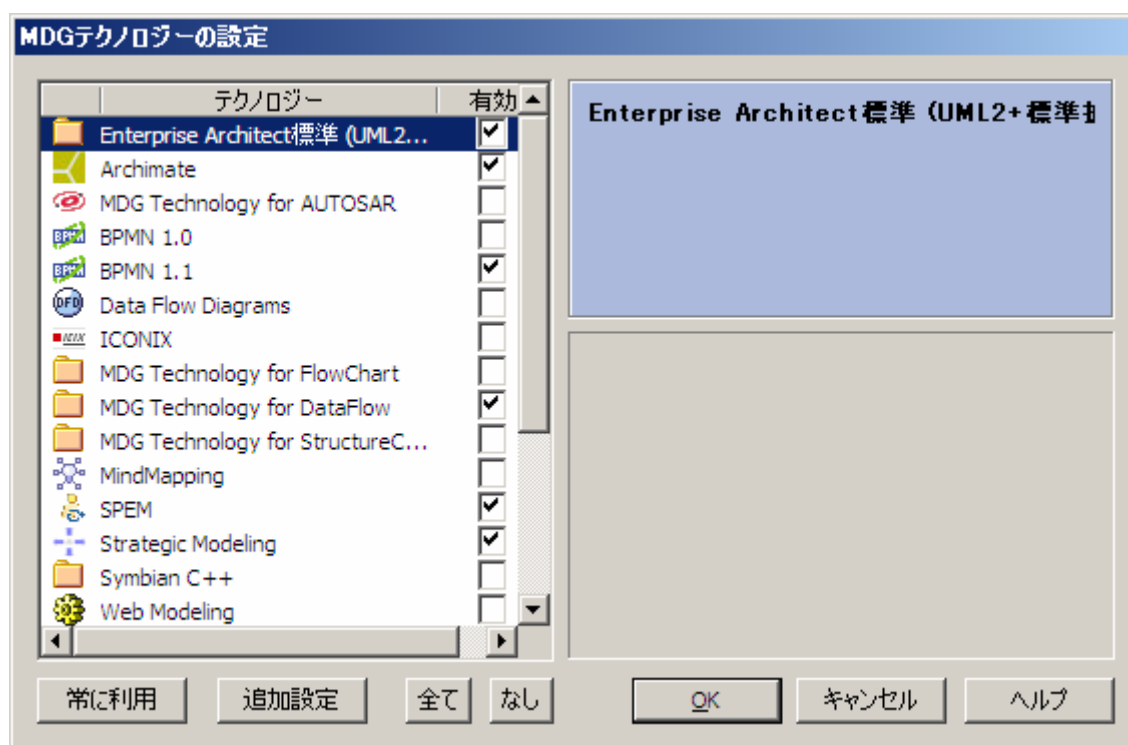 MDGテクノロジーの設定
テクノロジー 有効
Enterprise Architect標準 (UML2...
Archimate
MDG Technology for AUTOSAR
BPMN 1.0
BPMN 1.1
Data Flow Diagrams
ICONIX
MDG Technology for FlowChart
MDG Technology for DataFlow
MDG Technology for StructureC...
MindMapping
SPEM
Strategic Modeling
Symbian C++
Web Modeling
Enterprise Architect標準 (UML2+標準
常に利用 追加設定 全て なし OK キャンセル ヘルプ